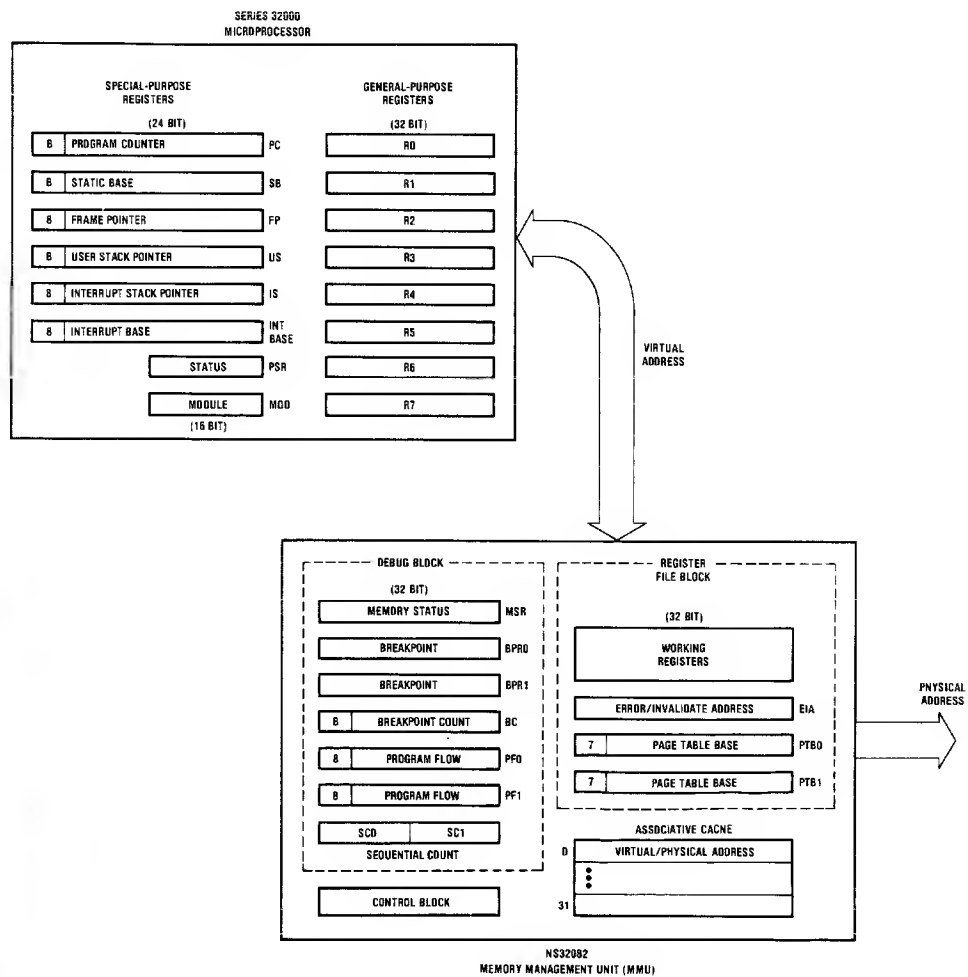 SERIES 32000
MICROPROCESSOR
SPECIAL-PURPOSE
REGISTERS
GENERAL-PURPOSE
REGISTERS
(24 BIT)
(32 BIT)
8 PROGRAM COUNTER PC
R0
8 STATIC BASE SB
R1
8 FRAME POINTER FP
R2
8 USER STACK POINTER US
R3
8 INTERRUPT STACK POINTER IS
R4
8 INTERRUPT BASE INT
BASE
R5
STATUS PSR
R6
MODULE MOD
R7
(16 BIT)
VIRTUAL
ADDRESS
DEBUG BLOCK
(32 BIT)
MEMORY STATUS MSR
BREAKPOINT BPR0
BREAKPOINT BPR1
8 BREAKPOINT COUNT BC
8 PROGRAM FLOW PF0
8 PROGRAM FLOW PF1
SC0 SC1
SEQUENTIAL COUNT
CONTROL BLOCK
REGISTER
FILE BLOCK
(32 BIT)
WORKING
REGISTERS
ERROR/INVALIDATE ADDRESS EIA
7 PAGE TABLE BASE PTB0
7 PAGE TABLE BASE PTB1
ASSOCIATIVE CACHE
0 VIRTUAL/PHYSICAL ADDRESS
31
PHYSICAL
ADDRESS
NS32082
MEMORY MANAGEMENT UNIT (MMU)